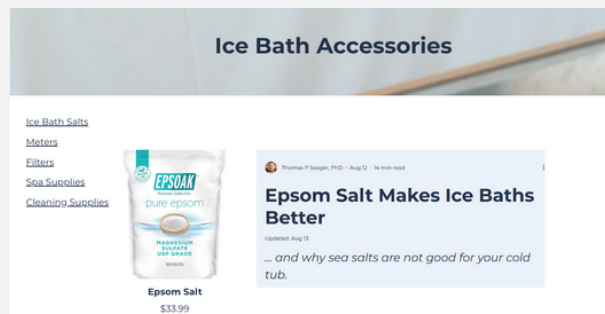 Ice Bath Accessories
Ice Bath Salts
Meters
Filters
Spa Supplies
Cleaning Supplies
EPSOAK
pure epsom
MAGNESIUM
SULFATE
USP GRADE
Epsom Salt
$33.99
Thomas P Seager, PhD · Aug 12 · 14 min read
Epsom Salt Makes Ice Baths
Better
Updated: Aug 13
... and why sea salts are not good for your cold
tub.